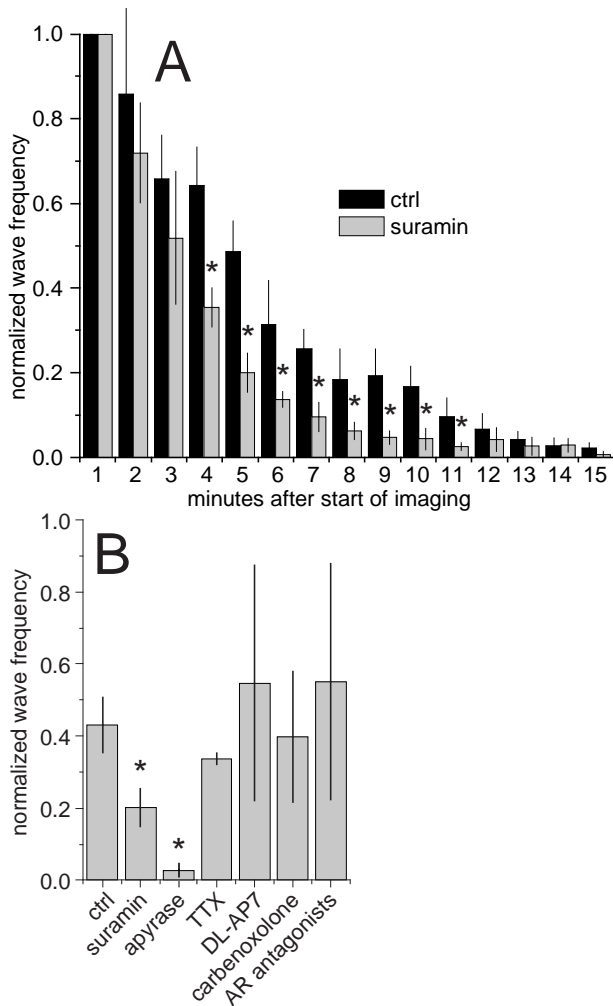 A
1.0
0.8
0.6
0.4
0.2
0.0
normalized wave frequency
ctrl
suramin
* * * * * * * *
1 2 3 4 5 6 7 8 9 10 11 12 13 14 15
minutes after start of imaging
B
1.0
0.8
0.6
0.4
0.2
0.0
normalized wave frequency
* *
ctrl
suramin
apyrase
TTX
DL-AP7
carbenoxolone
AR antagonists